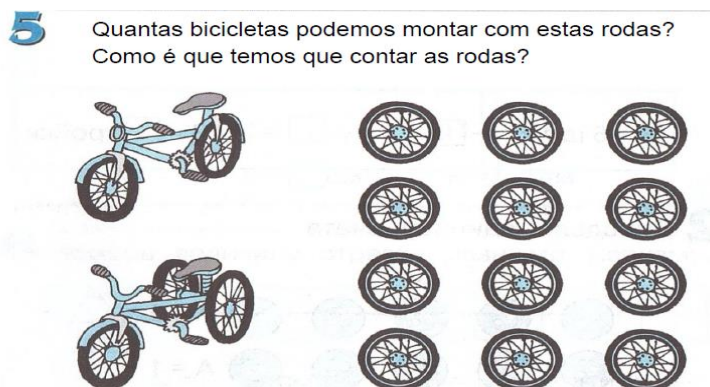 5 Quantas bicicletas podemos montar com estas rodas?
Como é que temos que contar as rodas?